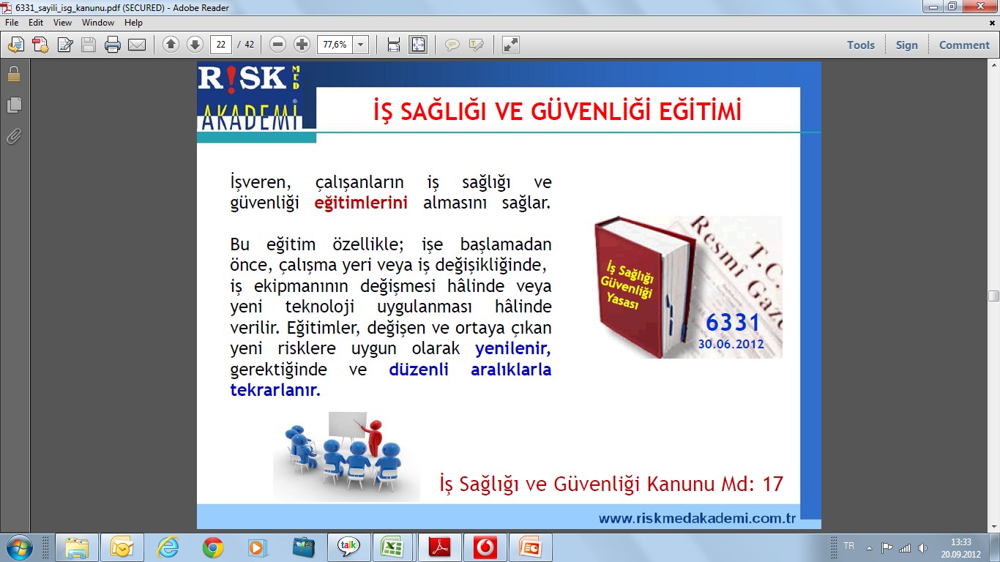 6331_sayili_isg_kanunu.pdf (SECURED) - Adobe Reader
File Edit View Window Help
22 / 42 77,6% Tools Sign Comment
R!SK MED
AKADEMİ ®
İŞ SAĞLIĞI VE GÜVENLİĞİ EĞİTİMİ
İşveren, çalışanların iş sağlığı ve
güvenliği eğitimlerini almasını sağlar.
Bu eğitim özellikle; işe başlamadan
önce, çalışma yeri veya iş değişikliğinde,
iş ekipmanının değişmesi hâlinde veya
yeni teknoloji uygulanması hâlinde
verilir. Eğitimler, değişen ve ortaya çıkan
yeni risklere uygun olarak yenilenir,
gerektiğinde ve düzenli aralıklarla
tekrarlanır.
İş Sağlığı
Güvenliği
Yasası
T.C.
Resmi Gaze
6331
30.06.2012
İş Sağlığı ve Güvenliği Kanunu Md: 17
www.riskmedakademi.com.tr
talk
TR
13:33
20.09.2012